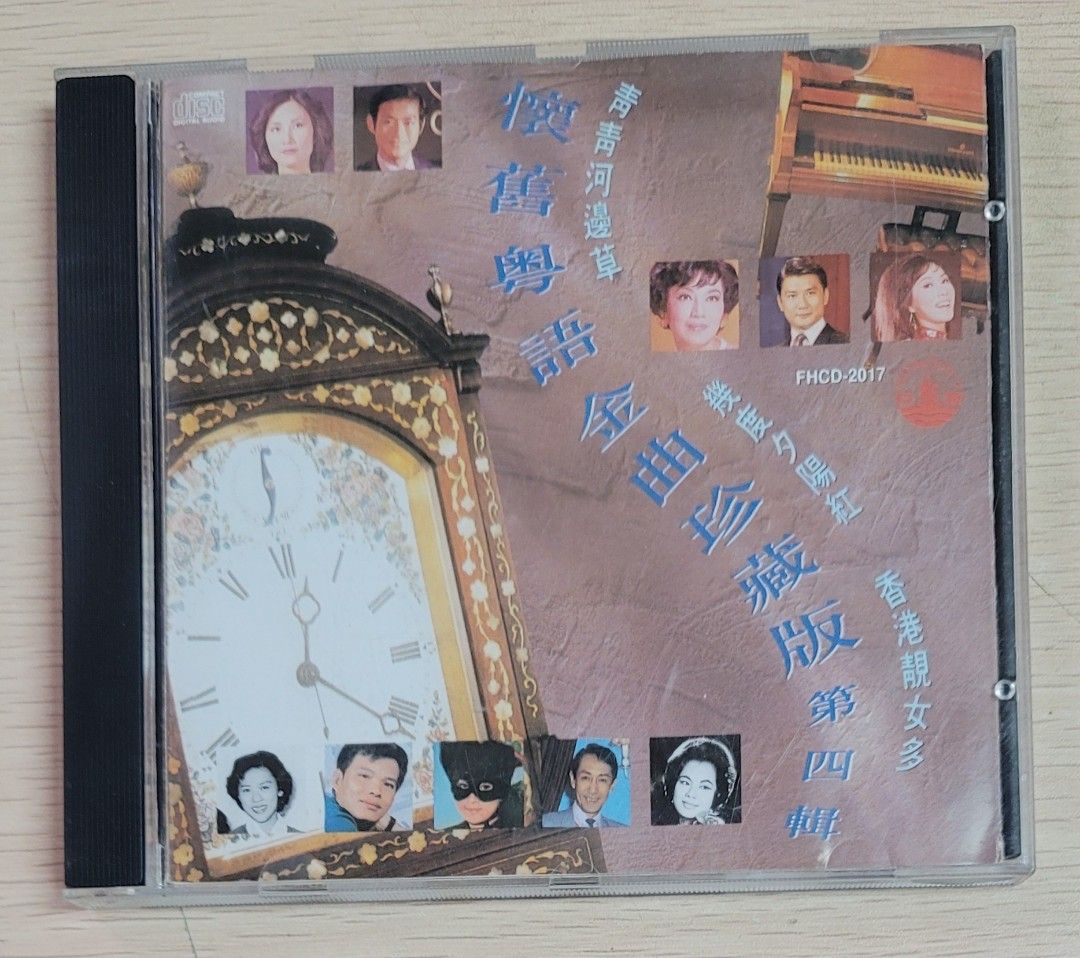 COMPACT
disc
DIGITAL AUDIO
懷舊粵語金曲珍藏版第四輯
青青河邊草
FHCD-2017
幾度夕陽紅
香港靚女多